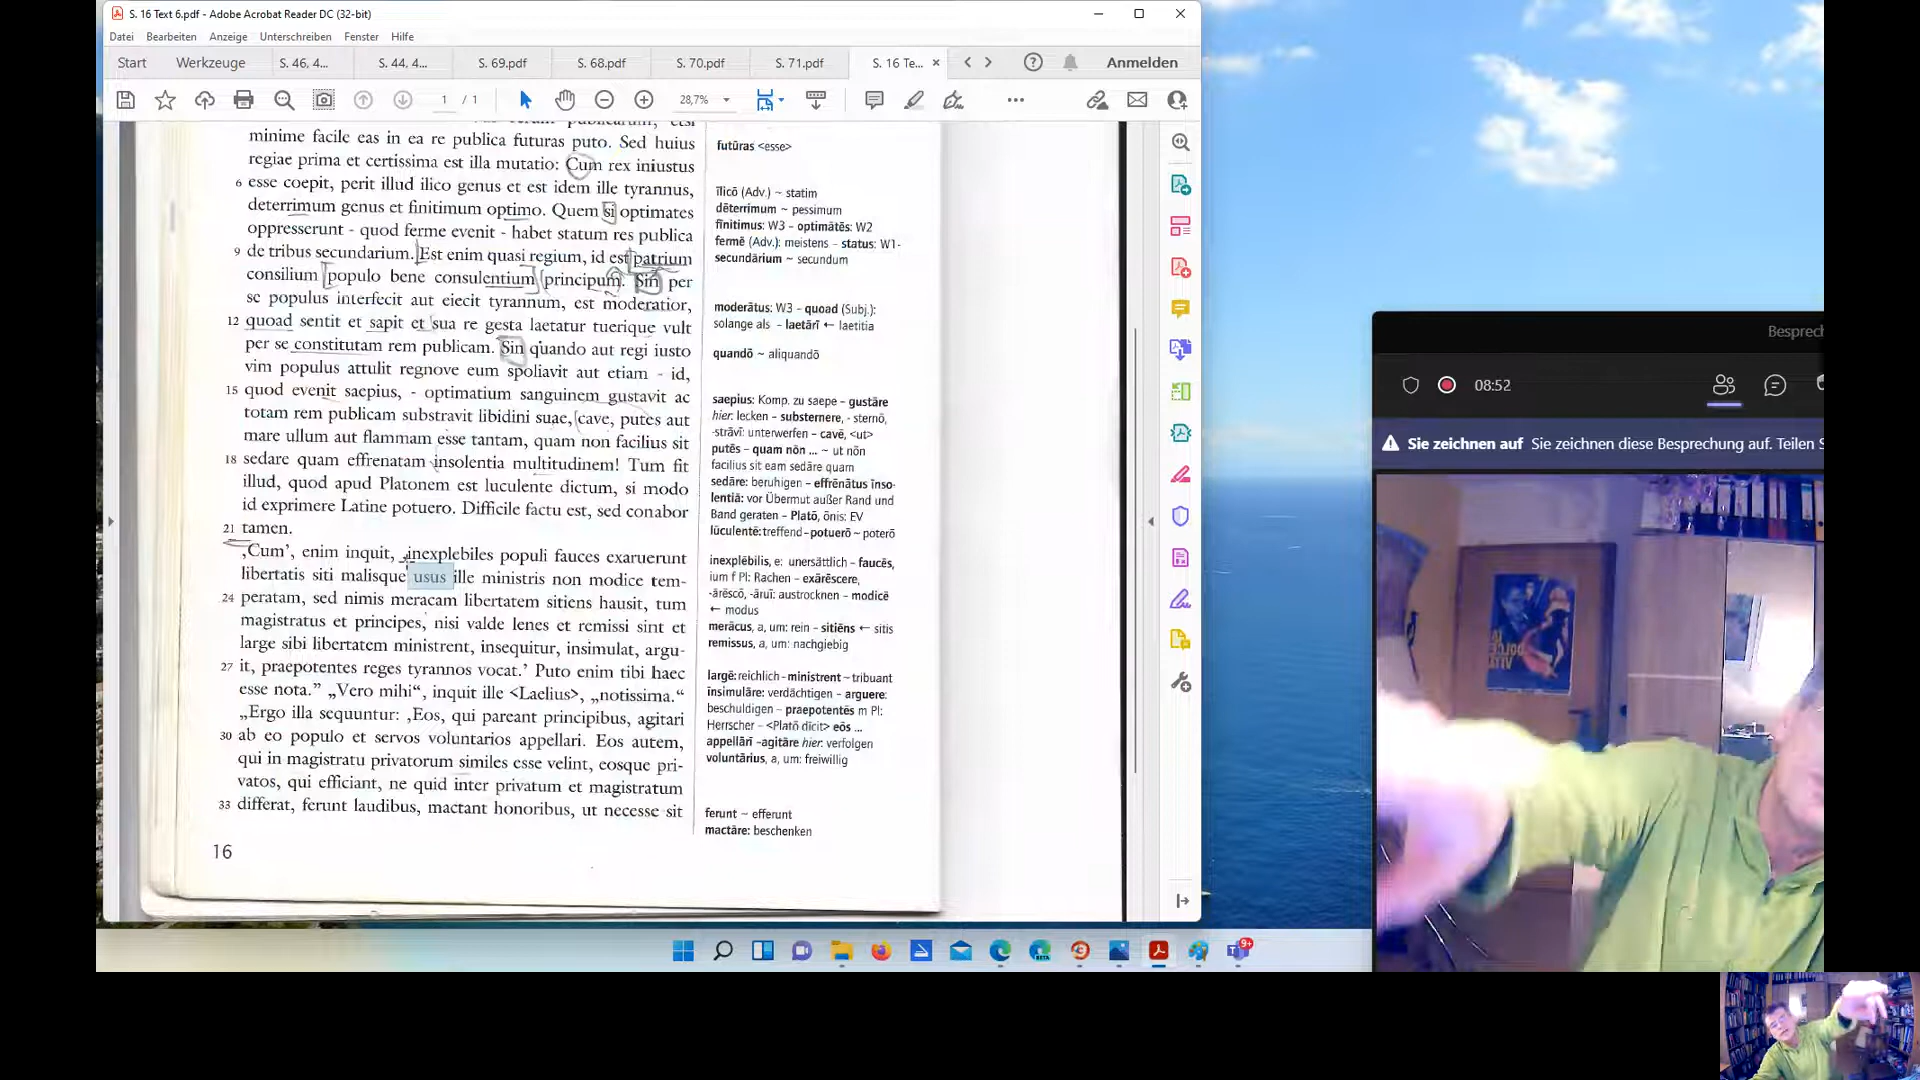 S. 16 Text 6.pdf - Adobe Acrobat Reader DC (32-bit)
Datei Bearbeiten Anzeige Unterschreiben Fenster Hilfe
Start Werkzeuge S. 46, 4... S. 44, 4... S. 69.pdf S. 68.pdf S. 70.pdf S. 71.pdf S. 16 Te... Anmelden
1 / 1 28,7%
minime facile eas in ea re publica futuras puto. Sed huius
regiae prima et certissima est illa mutatio: Cum rex iniustus
6 esse coepit, perit illud ilico genus et est idem ille tyrannus,
deterrimum genus et finitimum optimo. Quem si optimates
oppresserunt - quod ferme evenit - habet statum res publica
9 de tribus secundarium. Est enim quasi regium, id est patrium
consilium populo bene consulentium principum. Sin per
se populus interfecit aut eiecit tyrannum, est moderatior,
12 quoad sentit et sapit et sua re gesta laetatur tuerique vult
per se constitutam rem publicam. Sin quando aut regi iusto
vim populus attulit regnove eum spoliavit aut etiam - id,
15 quod evenit saepius, - optimatium sanguinem gustavit ac
totam rem publicam substravit libidini suae, cave, putes aut
mare ullum aut flammam esse tantam, quam non facilius sit
18 sedare quam effrenatam insolentia multitudinem! Tum fit
illud, quod apud Platonem est luculente dictum, si modo
id exprimere Latine potuero. Difficile factu est, sed conabor
21 tamen.
‚Cum’, enim inquit, ‚inexplebiles populi fauces exaruerunt
libertatis siti malisque usus ille ministris non modice tem-
24 peratam, sed nimis meracam libertatem sitiens hausit, tum
magistratus et principes, nisi valde lenes et remissi sint et
large sibi libertatem ministrent, insequitur, insimulat, argu-
27 it, praepotentes reges tyrannos vocat.’ Puto enim tibi haec
esse nota.” „Vero mihi“, inquit ille <Laelius>, „notissima.“
„Ergo illa sequuntur: ‚Eos, qui pareant principibus, agitari
30 ab eo populo et servos voluntarios appellari. Eos autem,
qui in magistratu privatorum similes esse velint, eosque pri-
vatos, qui efficiant, ne quid inter privatum et magistratum
33 differat, ferunt laudibus, mactant honoribus, ut necesse sit
16
futūras <esse>
īlicō (Adv.) ~ statim
dēterrimum ~ pessimum
fīnitimus: W3 – optimātēs: W2
fermē (Adv.): meistens – status: W1-
secundārium ~ secundum
moderātus: W3 – quoad (Subj.):
solange als – laetārī ← laetitia
quandō ~ aliquandō
saepius: Komp. zu saepe – gustāre
hier: lecken – substernere, - sternō,
-strāvī: unterwerfen – cavē, <ut>
putēs – quam nōn ... ~ ut nōn
facilius sit eam sedāre quam
sedāre: beruhigen – effrēnātus īnso-
lentiā: vor Übermut außer Rand und
Band geraten – Platō, ōnis: EV
lūculentē: treffend – potuerō ~ poterō
inexplēbilis, e: unersättlich – faucēs,
ium f Pl: Rachen – exārēscere,
-ārēscō, -āruī: austrocknen – modicē
← modus
merācus, a, um: rein – sitiēns ← sitis
remissus, a, um: nachgiebig
largē: reichlich – ministrent ~ tribuant
īnsimulāre: verdächtigen – arguere:
beschuldigen – praepotentēs m Pl:
Herrscher – <Platō dīcit> eōs ...
appellārī – agitāre hier: verfolgen
voluntārius, a, um: freiwillig
ferunt ~ efferunt
mactāre: beschenken
Besprech
08:52
Sie zeichnen auf Sie zeichnen diese Besprechung auf. Teilen S
9+